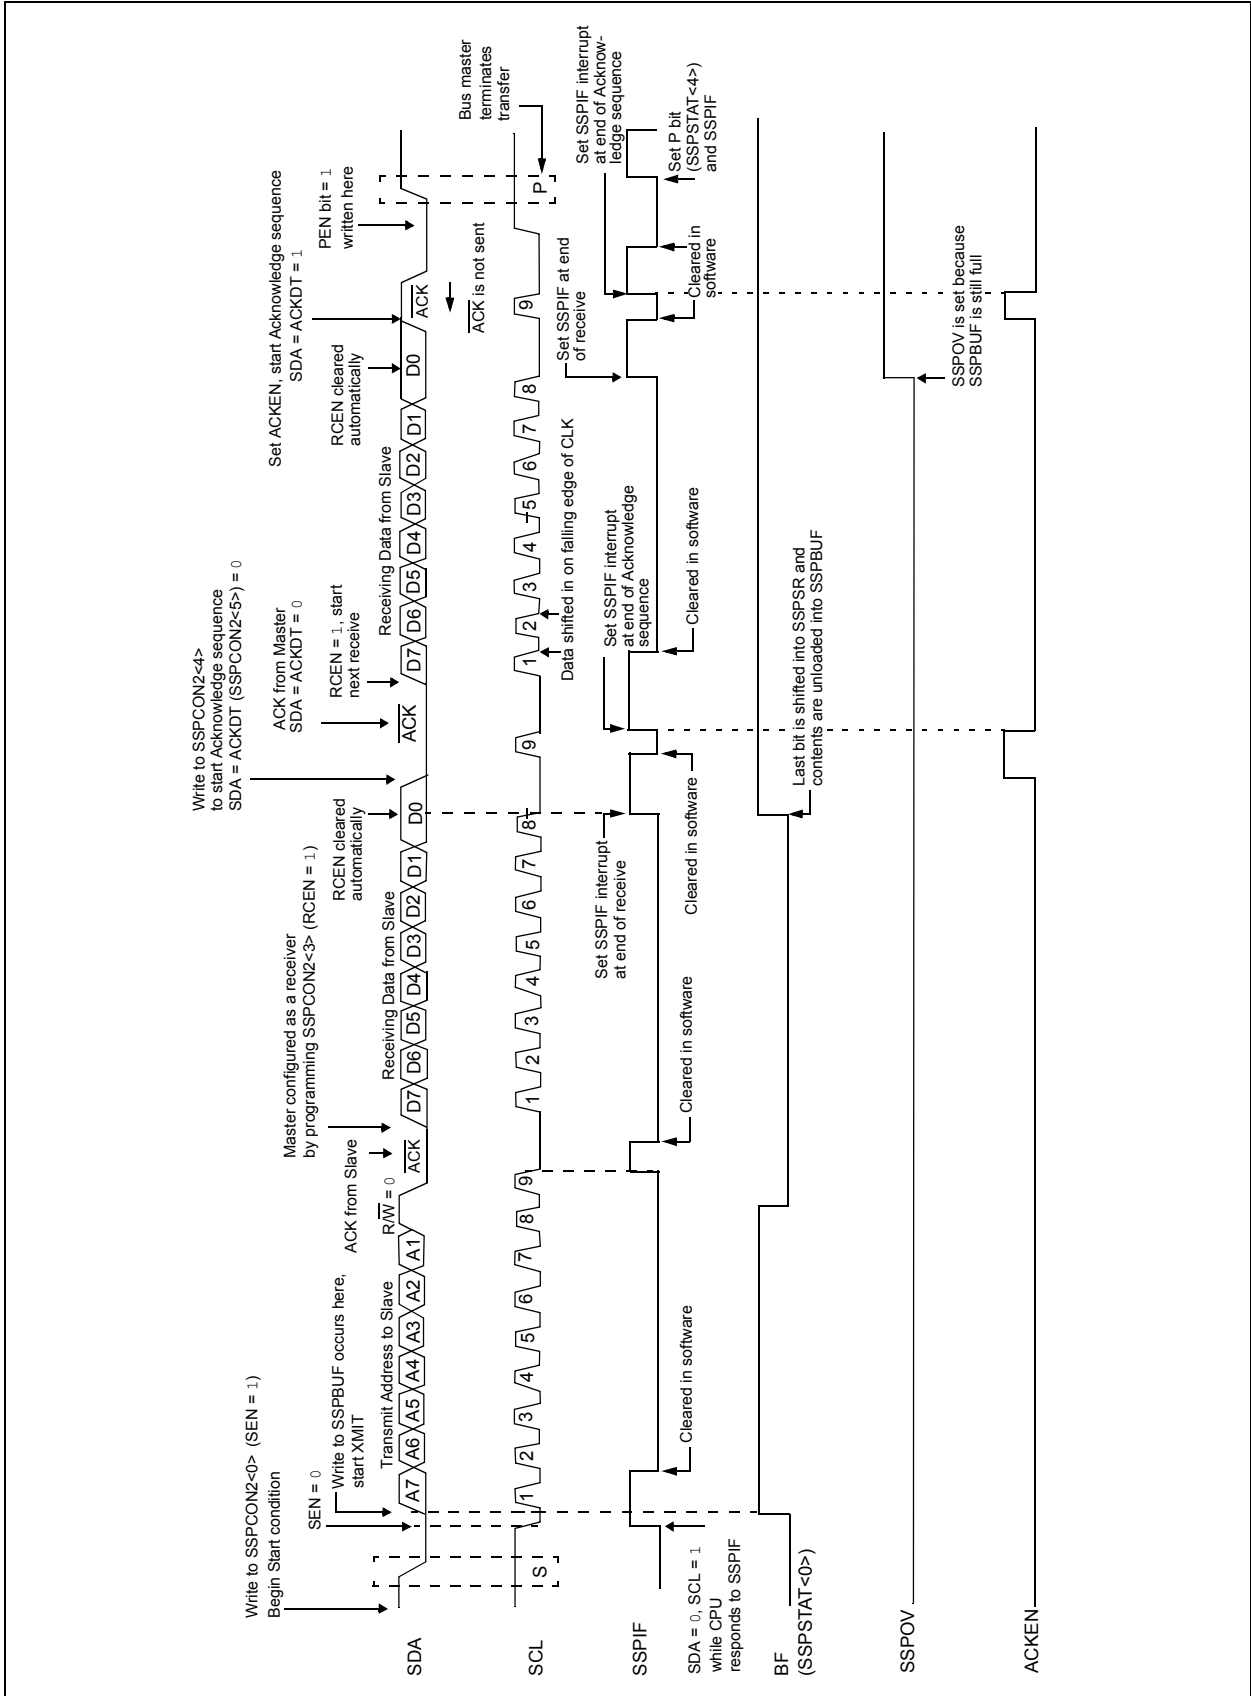 Write to SSPCON2<0> (SEN = 1)
Begin Start condition
SEN = 0
Write to SSPBUF occurs here,
start XMIT
Transmit Address to Slave
R/W = 0
ACK from Slave
Master configured as a receiver
by programming SSPCON2<3> (RCEN = 1)
Receiving Data from Slave
RCEN cleared
automatically
Write to SSPCON2<4>
to start Acknowledge sequence
SDA = ACKDT (SSPCON2<5>) = 0
ACK from Master
SDA = ACKDT = 0
RCEN = 1, start
next receive
Receiving Data from Slave
RCEN cleared
automatically
Set ACKEN, start Acknowledge sequence
SDA = ACKDT = 1
PEN bit = 1
written here
SDA
A7 A6 A5 A4 A3 A2 A1
ACK
D7 D6 D5 D4 D3 D2 D1 D0
ACK
D7 D6 D5 D4 D3 D2 D1 D0
ACK
ACK is not sent
Bus master
terminates
transfer
SCL
S
1 2 3 4 5 6 7 8 9
1 2 3 4 5 6 7 8 9
1 2 3 4 5 6 7 8 9
P
Data shifted in on falling edge of CLK
SSPIF
SDA = 0, SCL = 1
while CPU
responds to SSPIF
Cleared in software
Cleared in software
Set SSPIF interrupt
at end of receive
Cleared in software
Set SSPIF interrupt
at end of Acknowledge
sequence
Cleared in software
Set SSPIF at end
of receive
Cleared in
software
Set SSPIF interrupt
at end of Acknow-
ledge sequence
Set P bit
(SSPSTAT<4>)
and SSPIF
BF
(SSPSTAT<0>)
Last bit is shifted into SSPSR and
contents are unloaded into SSPBUF
SSPOV
SSPOV is set because
SSPBUF is still full
ACKEN